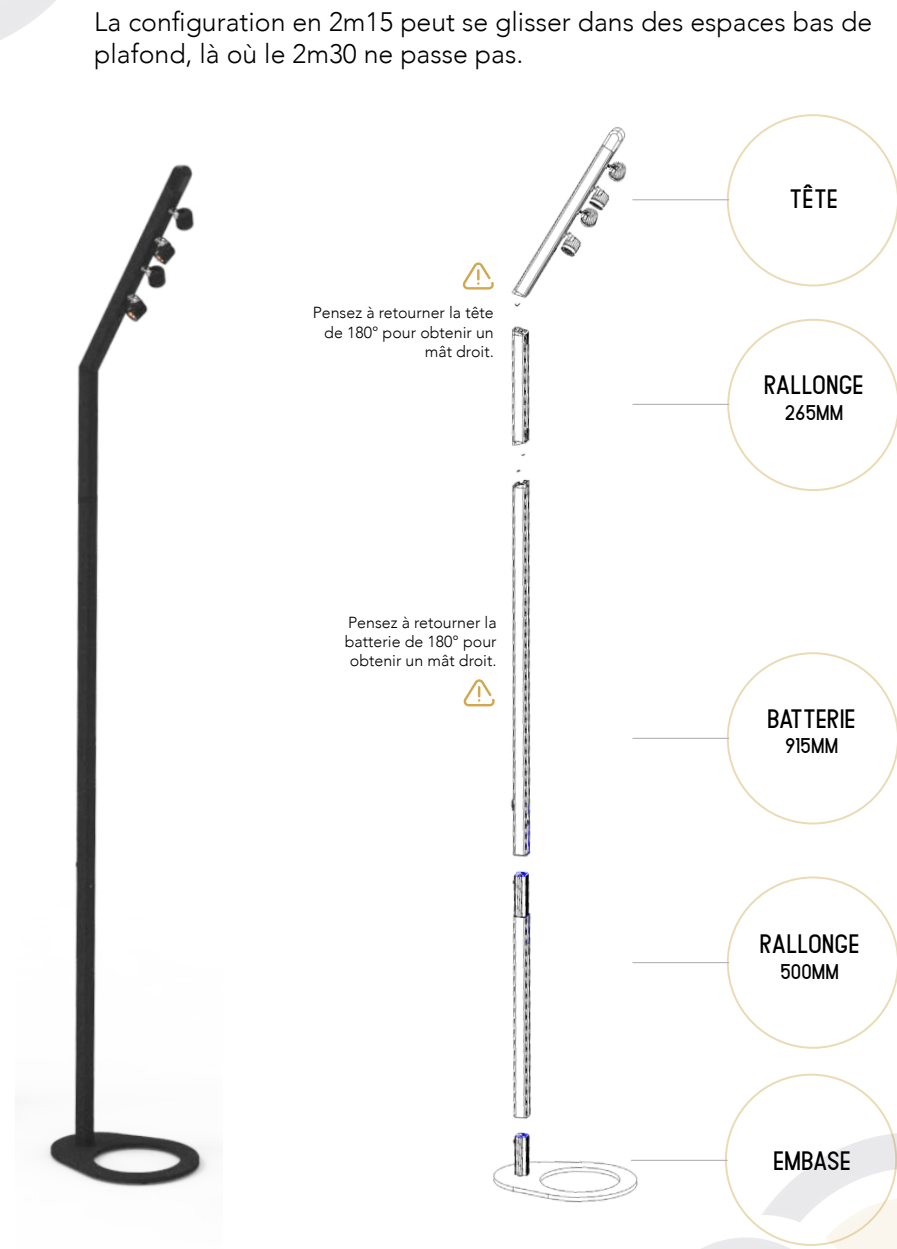 La configuration en 2m15 peut se glisser dans des espaces bas de
plafond, là où le 2m30 ne passe pas.
TÊTE
Pensez à retourner la tête
de 180° pour obtenir un
mât droit.
RALLONGE
265MM
Pensez à retourner la
batterie de 180° pour
obtenir un mât droit.
BATTERIE
915MM
RALLONGE
500MM
EMBASE